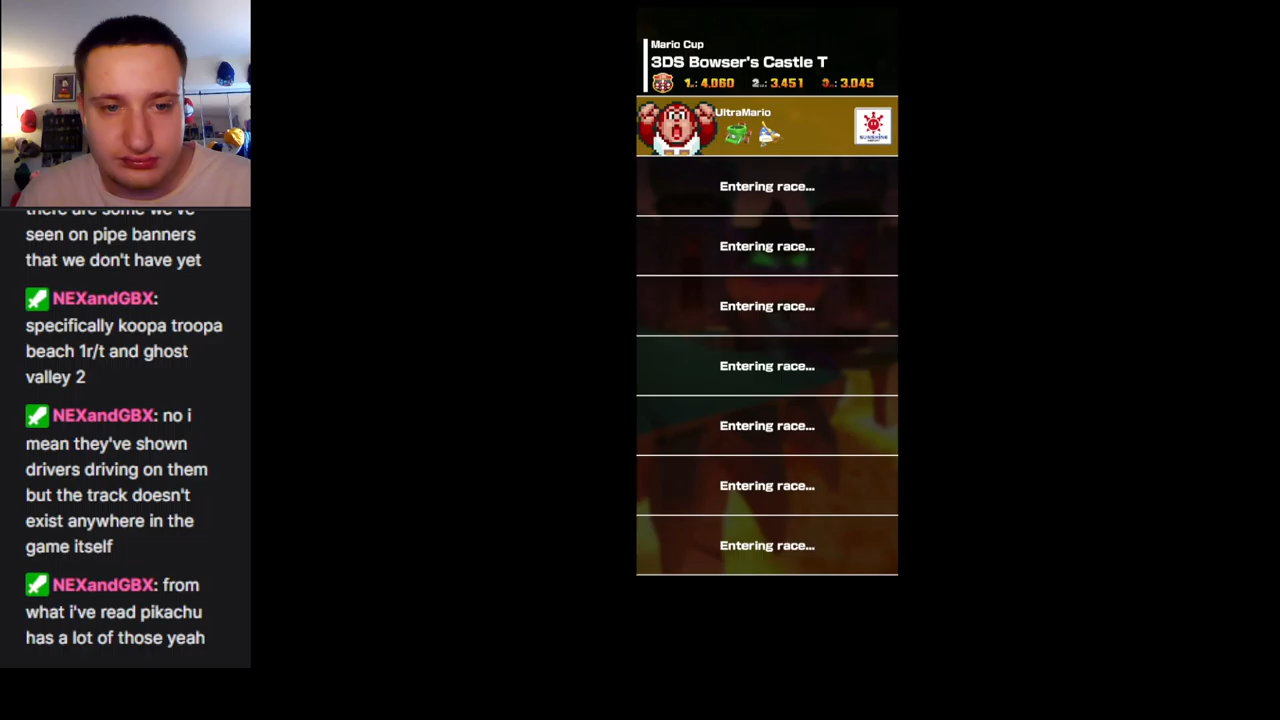 there are some we've
seen on pipe banners
that we don't have yet
NEXandGBX:
specifically koopa troopa
beach 1r/t and ghost
valley 2
NEXandGBX: no i
mean they've shown
drivers driving on them
but the track doesn't
exist anywhere in the
game itself
NEXandGBX: from
what i've read pikachu
has a lot of those yeah
Mario Cup
3DS Bowser's Castle T
1.: 4.060 2.: 3.451 3.: 3.045
UltraMario
SUNSHINE
Entering race...
Entering race...
Entering race...
Entering race...
Entering race...
Entering race...
Entering race...